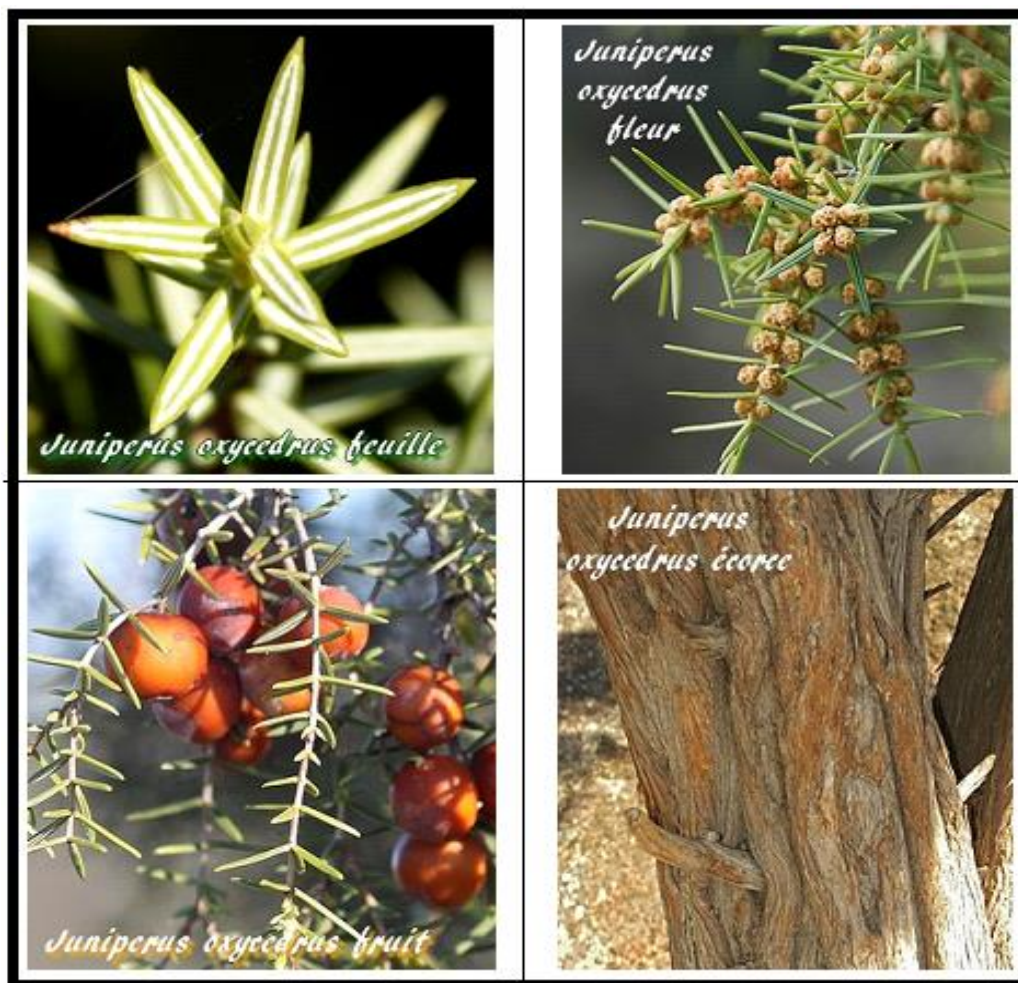 Juniperus oxycedrus feuille
Juniperus
oxycedrus
fleur
Juniperus oxycedrus fruit
Juniperus
oxycedrus écorce